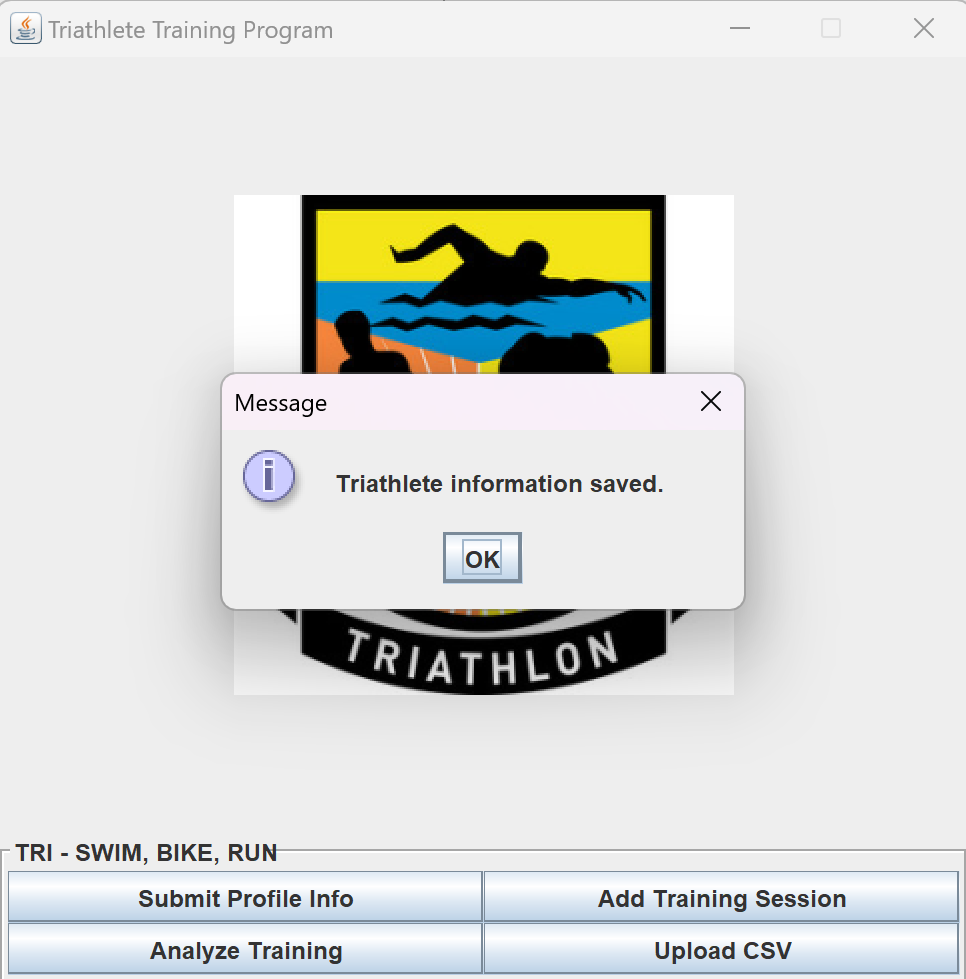 Triathlete Training Program
Message
i
Triathlete information saved.
OK
TRIATHLON
TRI - SWIM, BIKE, RUN
Submit Profile Info
Add Training Session
Analyze Training
Upload CSV